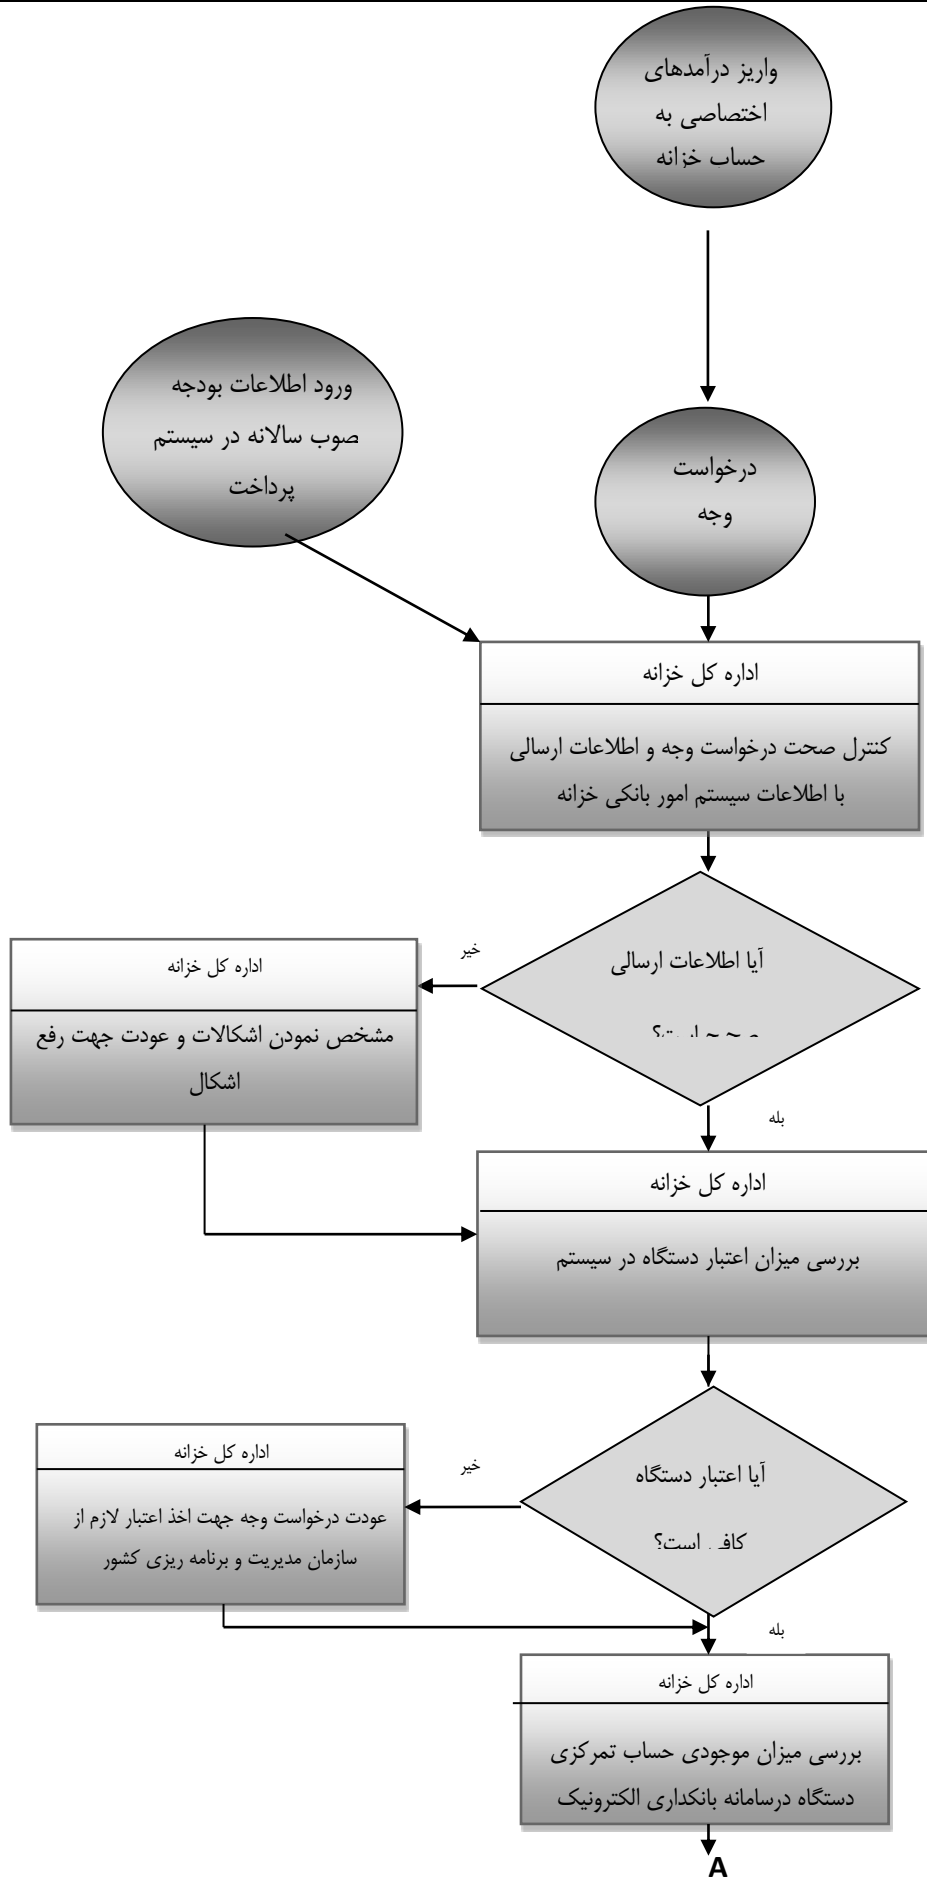 واریز درآمدهای
اختصاصی به
حساب خزانه
ورود اطلاعات بودجه
صوب سالانه در سیستم
پرداخت
درخواست
وجه
اداره کل خزانه
کنترل صحت درخواست وجه و اطلاعات ارسالی
با اطلاعات سیستم امور بانکی خزانه
آیا اطلاعات ارسالی
صحیح است؟
خیر
اداره کل خزانه
مشخص نمودن اشکالات و عودت جهت رفع
اشکال
بله
اداره کل خزانه
بررسی میزان اعتبار دستگاه در سیستم
آیا اعتبار دستگاه
کافی است؟
خیر
اداره کل خزانه
عودت درخواست وجه جهت اخذ اعتبار لازم از
سازمان مدیریت و برنامه ریزی کشور
بله
اداره کل خزانه
بررسی میزان موجودی حساب تمرکزی
دستگاه درسامانه بانکداری الکترونیک
A